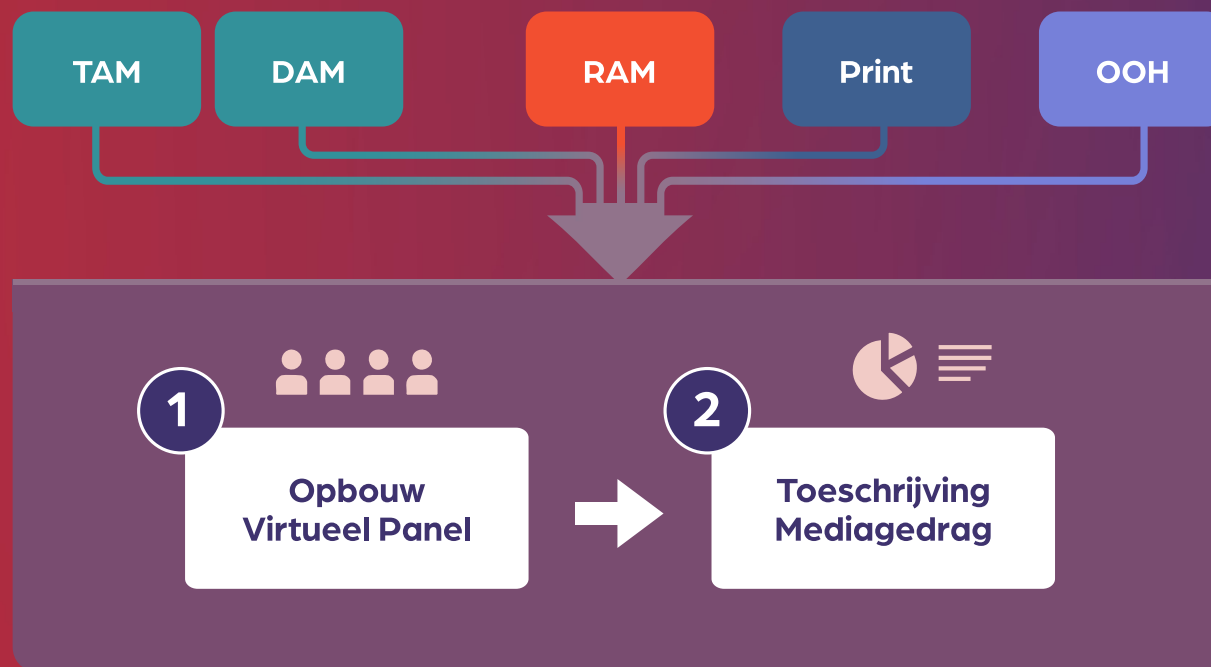 TAM
DAM
RAM
Print
OOH
1
Opbouw
Virtueel Panel
2
Toeschrijving
Mediagedrag